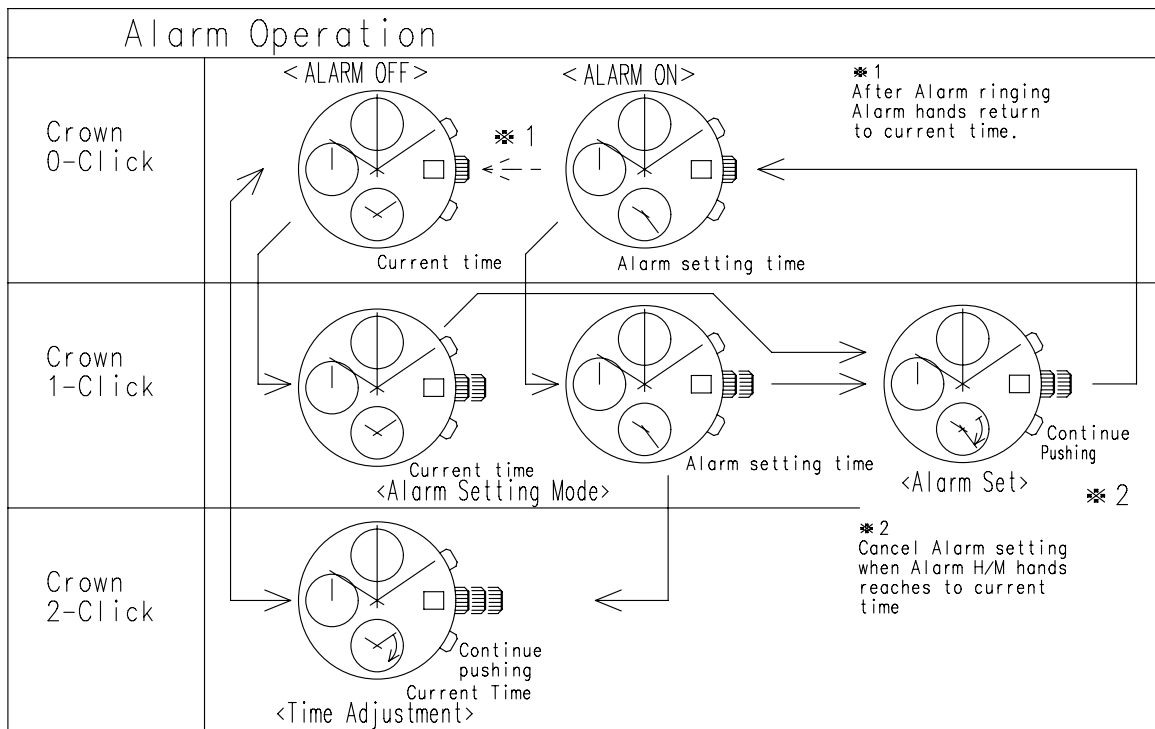 Alarm Operation
Crown
0-Click
<ALARM OFF>
<ALARM ON>
※1
※1
After Alarm ringing
Alarm hands return
to current time.
Current time
Alarm setting time
Crown
1-Click
Current time
<Alarm Setting Mode>
Alarm setting time
Continue
Pushing
<Alarm Set>
※2
Crown
2-Click
Continue
pushing
Current Time
<Time Adjustment>
※2
Cancel Alarm setting
when Alarm H/M hands
reaches to current
time